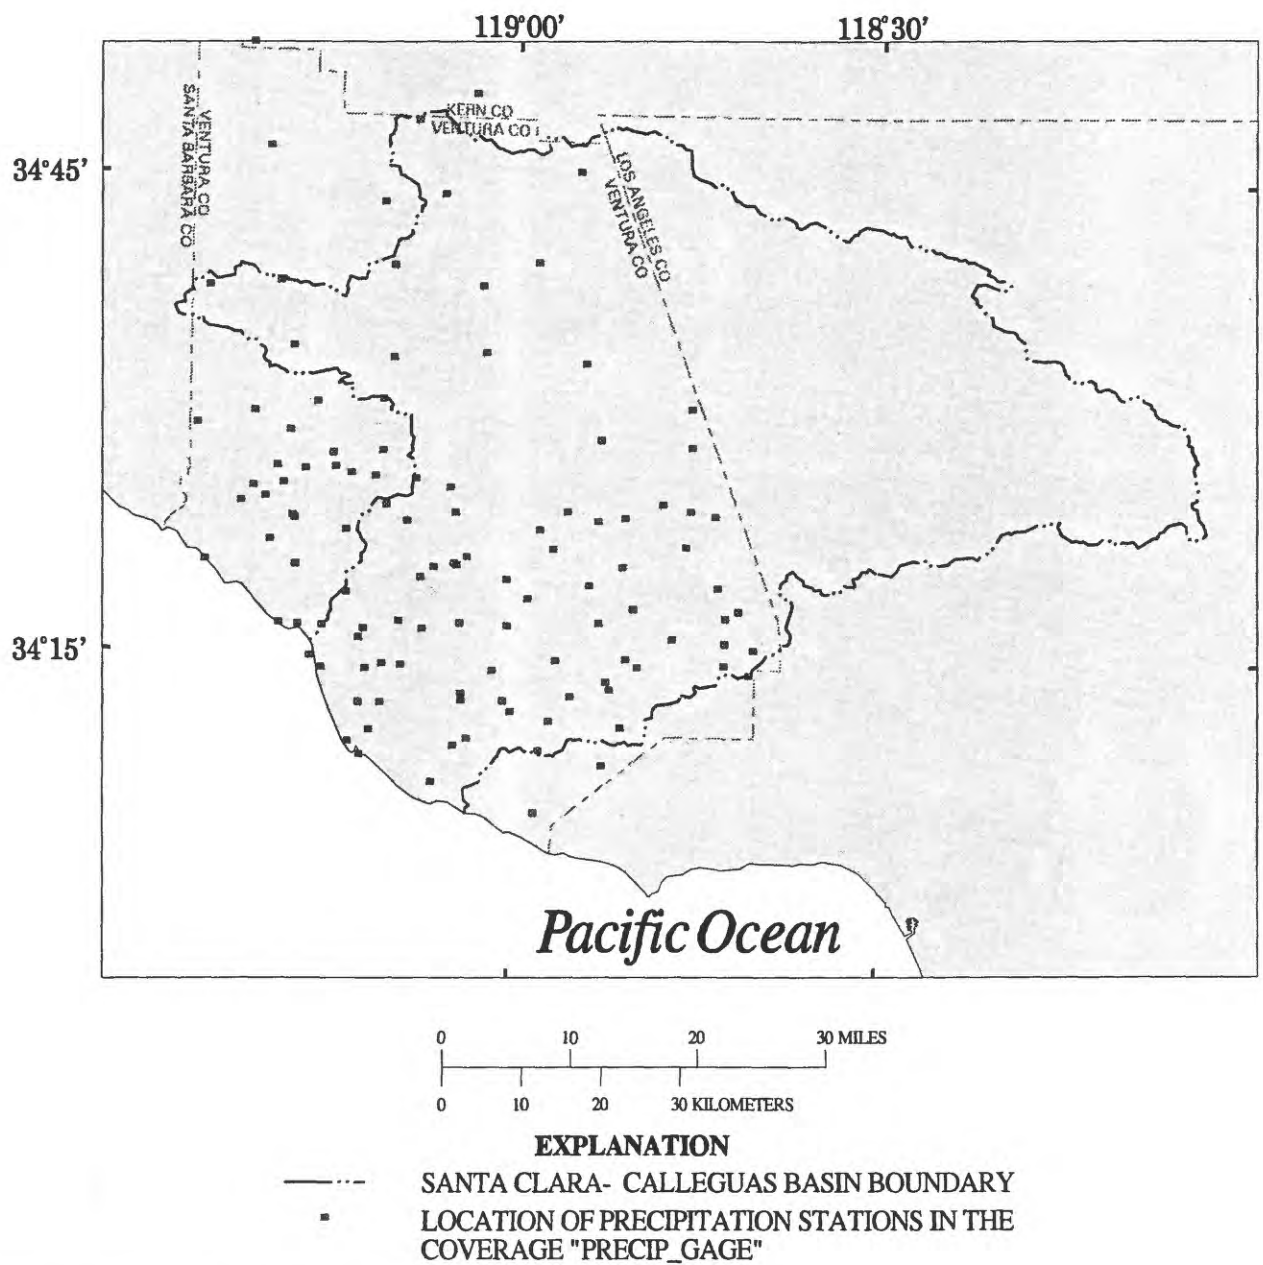 119°00'
118°30'
KERN CO
VENTURA CO
VENTURA CO
SANTA BARBARA CO
34°45'
LOS ANGELES CO
VENTURA CO
34°15'
Pacific Ocean
0 10 20 30 MILES
0 10 20 30 KILOMETERS
EXPLANATION
SANTA CLARA- CALLEGUAS BASIN BOUNDARY
LOCATION OF PRECIPITATION STATIONS IN THE
COVERAGE "PRECIP_GAGE"